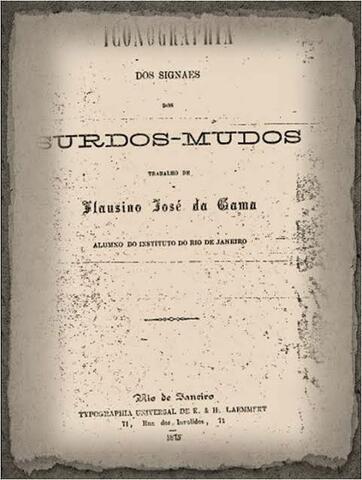 ICONOGRAPHIA
DOS SIGNAES
DOS
SURDOS-MUDOS
TRABALHO DE
Flausino José da Gama
ALUMNO DO INSTITUTO DO RIO DE JANEIRO
Rio de Janeiro
TYPOGRAPHIA UNIVERSAL DE E. & H. LAEMMERT
71, Rua dos Invalidos, 71
1875